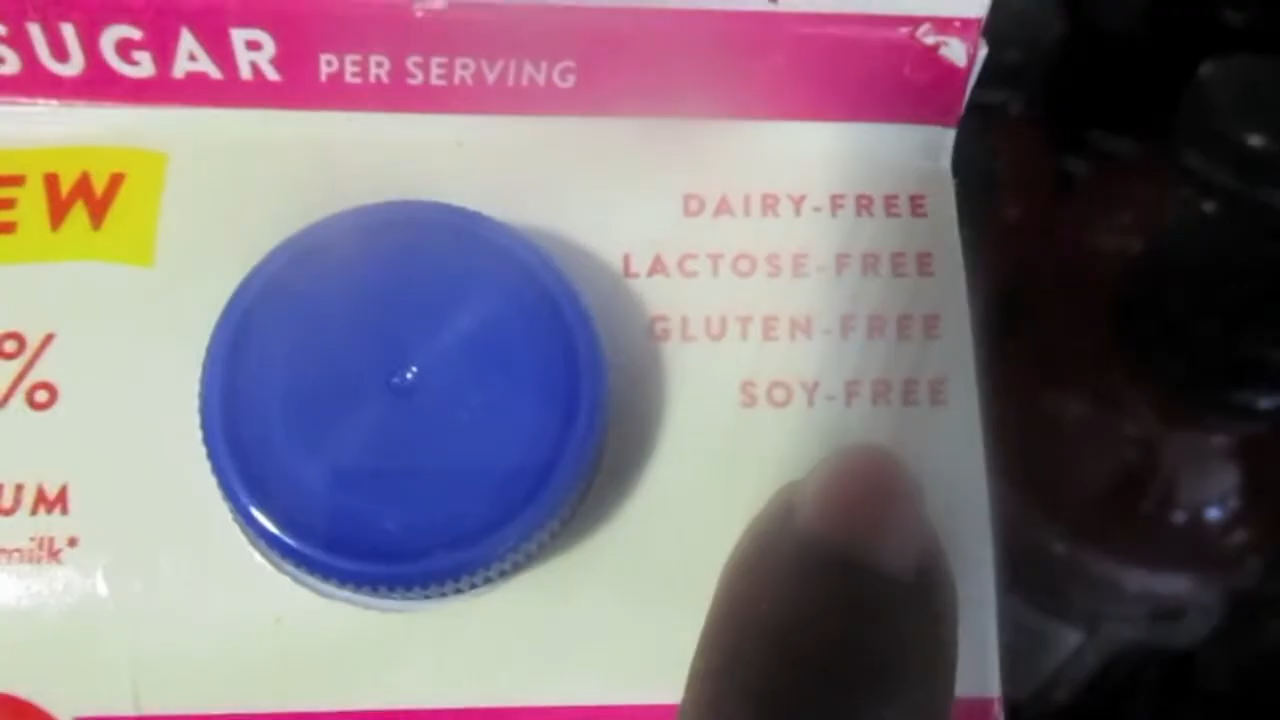 SUGAR PER SERVING
EW
%
UM
milk*
DAIRY-FREE
LACTOSE-FREE
GLUTEN-FREE
SOY-FREE